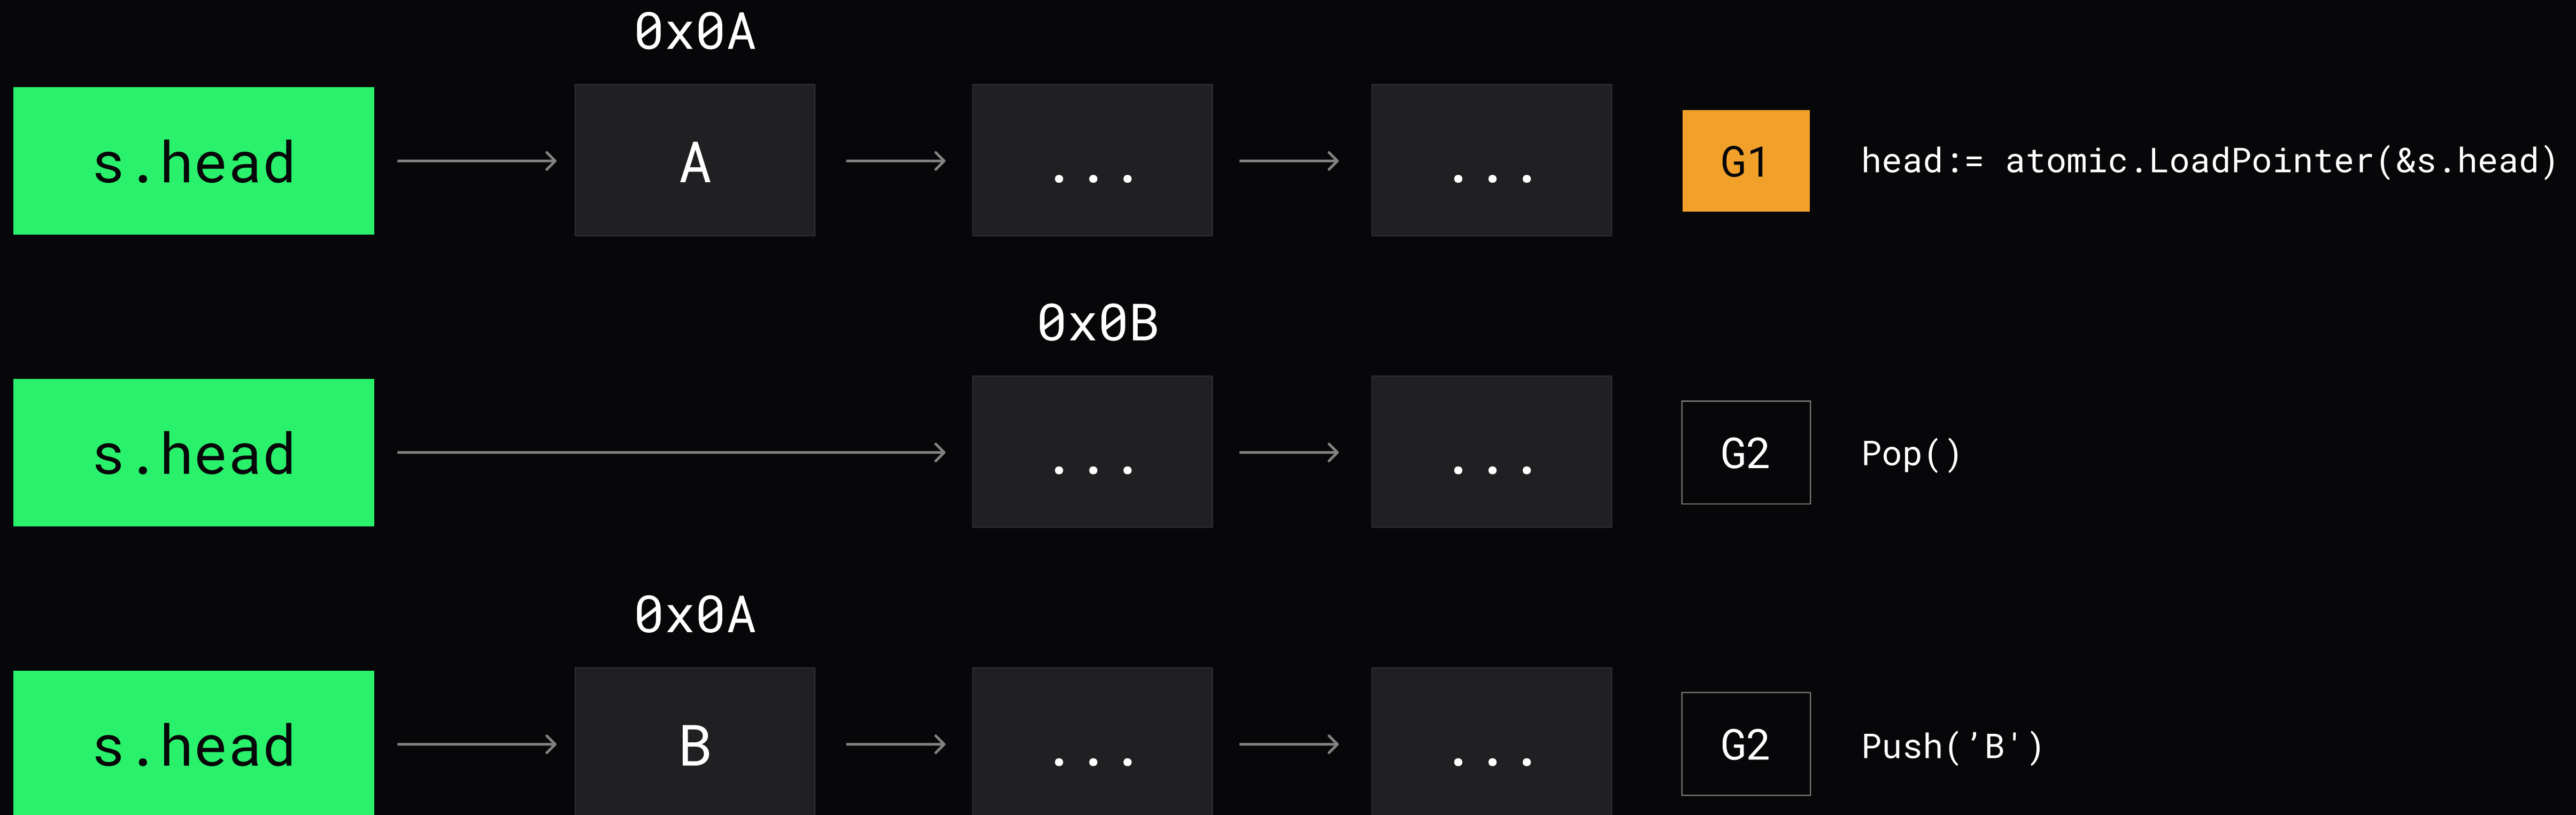 0x0A
s.head A ... ... G1 head:= atomic.LoadPointer(&s.head)
0x0B
s.head ... ... G2 Pop()
0x0A
s.head B ... ... G2 Push(’B')